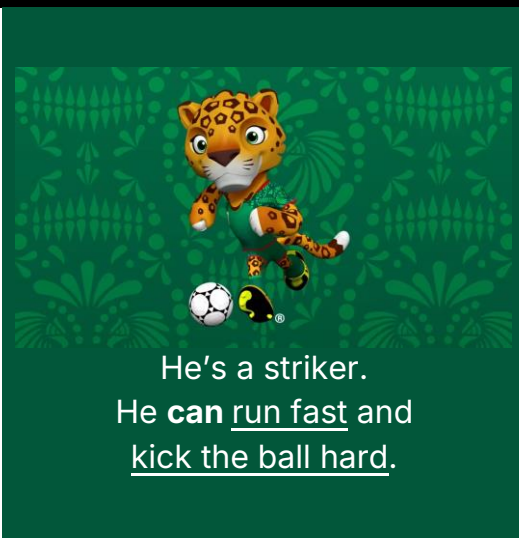 ®
He’s a striker.
He can run fast and
kick the ball hard.